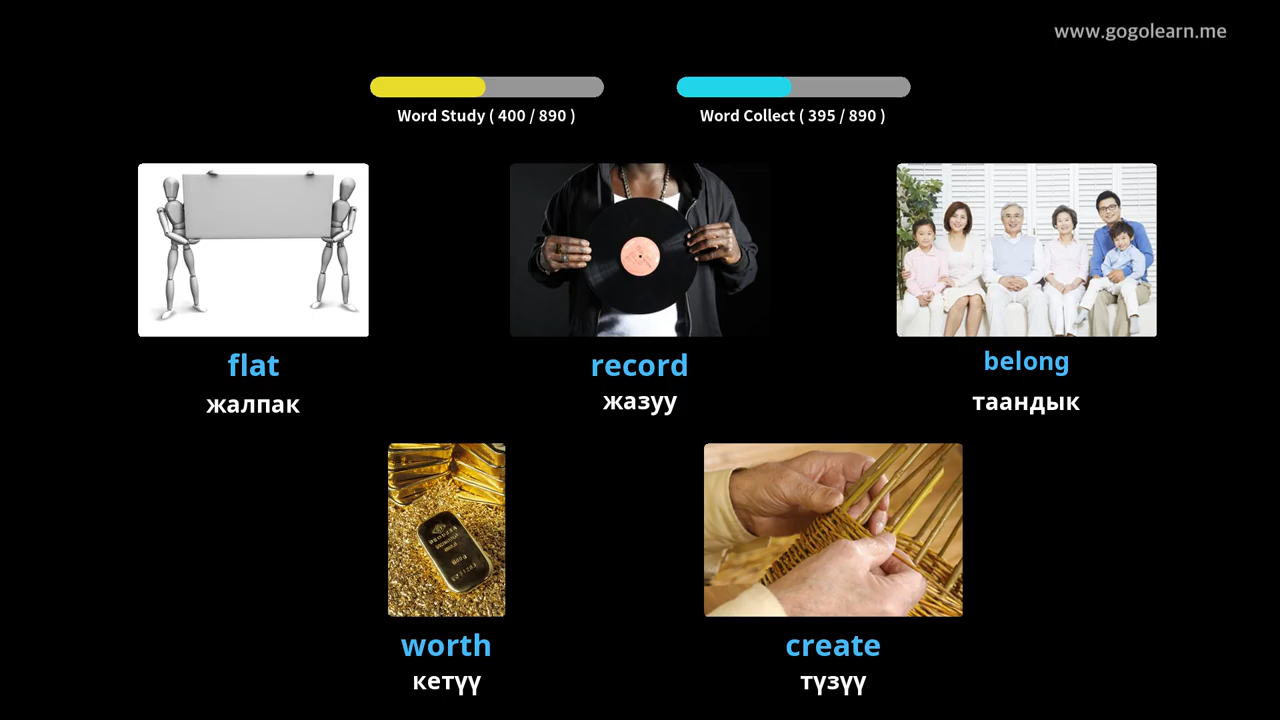 www.gogolearn.me
Word Study ( 400 / 890 )
Word Collect ( 395 / 890 )
flat
жалпак
record
жазуу
belong
таандык
worth
кетүү
create
түзүү